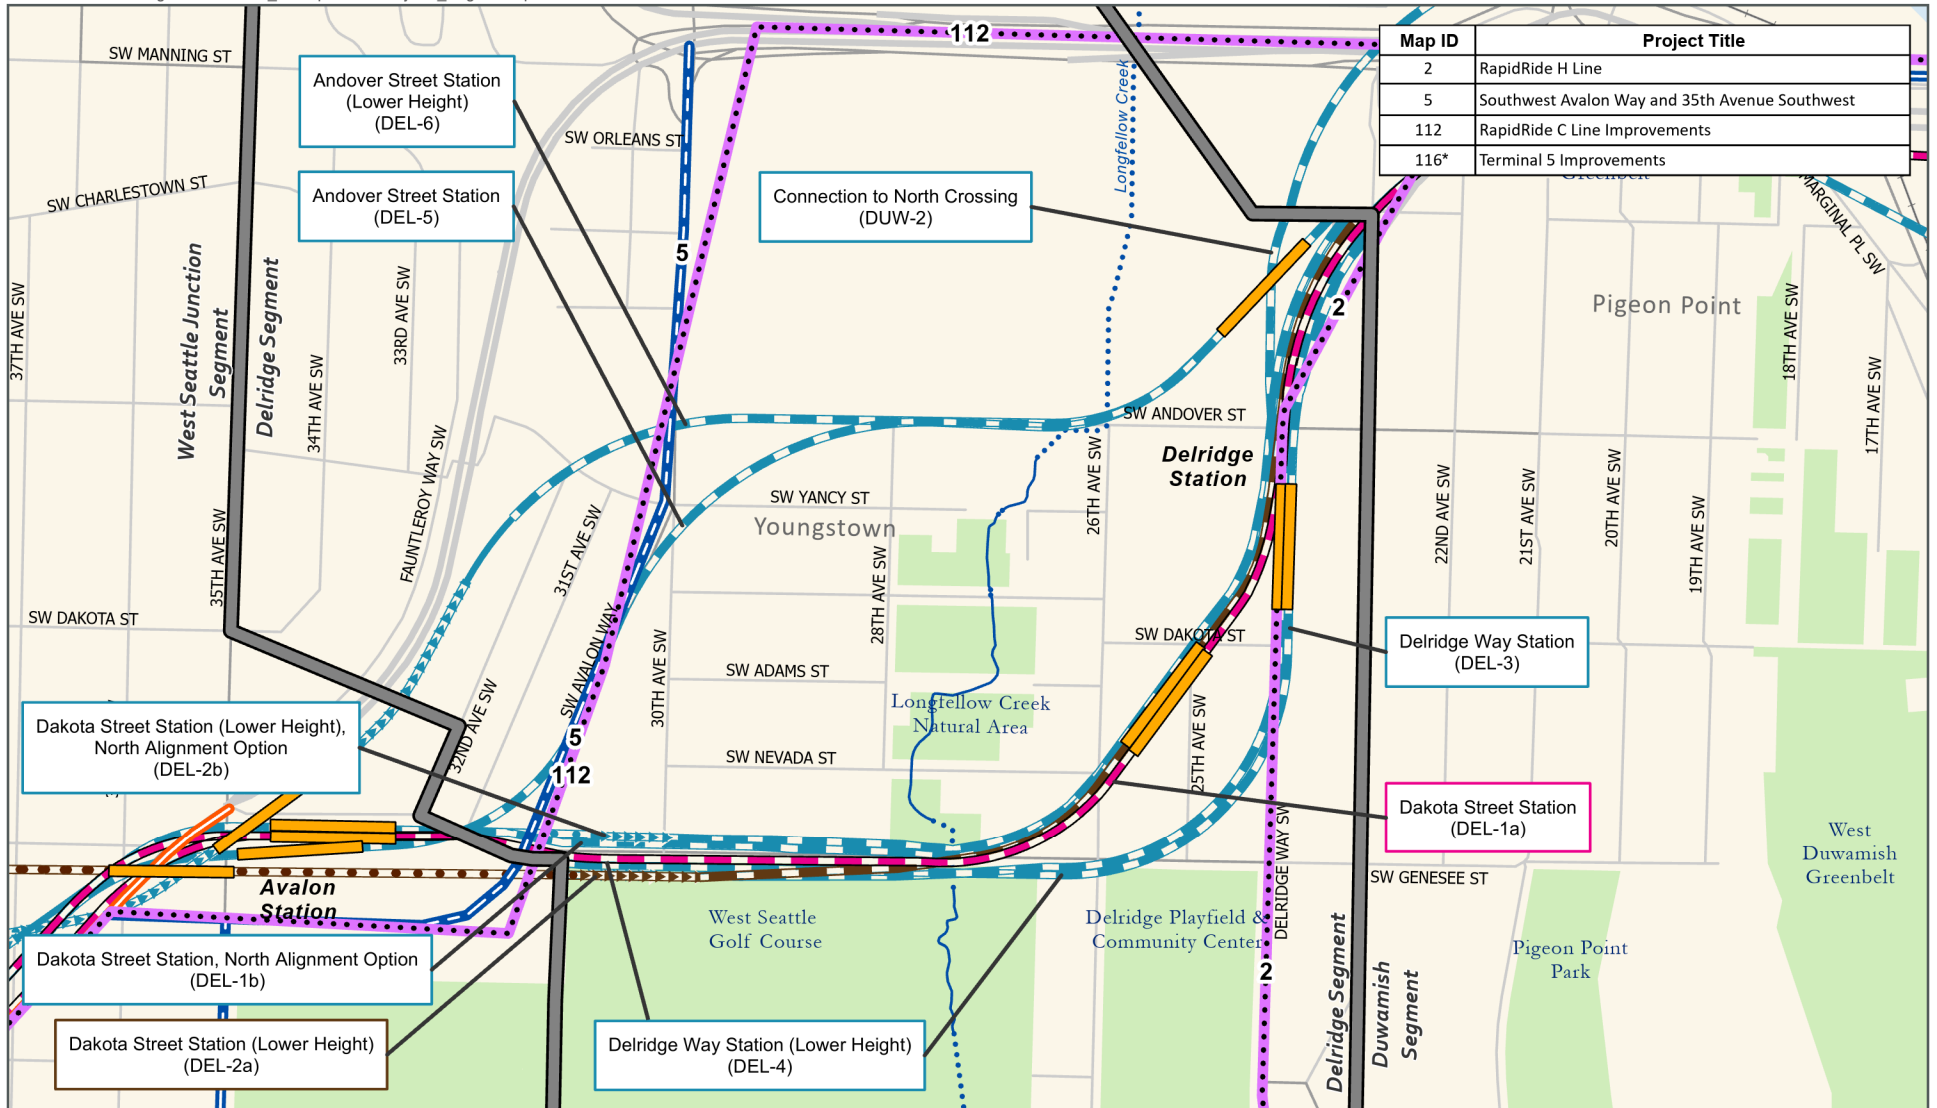 112
Map ID Project Title
2 RapidRide H Line
5 Southwest Avalon Way and 35th Avenue Southwest
112 RapidRide C Line Improvements
116* Terminal 5 Improvements
SW MANNING ST
Andover Street Station
(Lower Height)
(DEL-6)
SW ORLEANS ST
Longfellow Creek
SW CHARLESTOWN ST
Andover Street Station
(DEL-5)
Connection to North Crossing
(DUW-2)
Greenbelt
MARGINAL PL SW
5
2
Pigeon Point
37TH AVE SW
West Seattle Junction
Segment
Delridge Segment
33RD AVE SW
34TH AVE SW
18TH AVE SW
17TH AVE SW
SW ANDOVER ST
Delridge
Station
FAUNTLEROY WAY SW
26TH AVE SW
22ND AVE SW
21ST AVE SW
20TH AVE SW
19TH AVE SW
SW YANCY ST
Youngstown
35TH AVE SW
31ST AVE SW
28TH AVE SW
SW DAKOTA ST
SW AVALON WAY
30TH AVE SW
SW DAKOTA ST
Delridge Way Station
(DEL-3)
SW ADAMS ST
Longfellow Creek
Natural Area
32ND AVE SW
25TH AVE SW
Dakota Street Station (Lower Height),
North Alignment Option
(DEL-2b)
5
112
SW NEVADA ST
Dakota Street Station
(DEL-1a)
DELRIDGE WAY SW
West
Duwamish
Greenbelt
SW GENESEE ST
Avalon
Station
West Seattle
Golf Course
Delridge Playfield &
Community Center
Pigeon Point
Park
Dakota Street Station, North Alignment Option
(DEL-1b)
2
Delridge Segment
Duwamish
Segment
Dakota Street Station (Lower Height)
(DEL-2a)
Delridge Way Station (Lower Height)
(DEL-4)